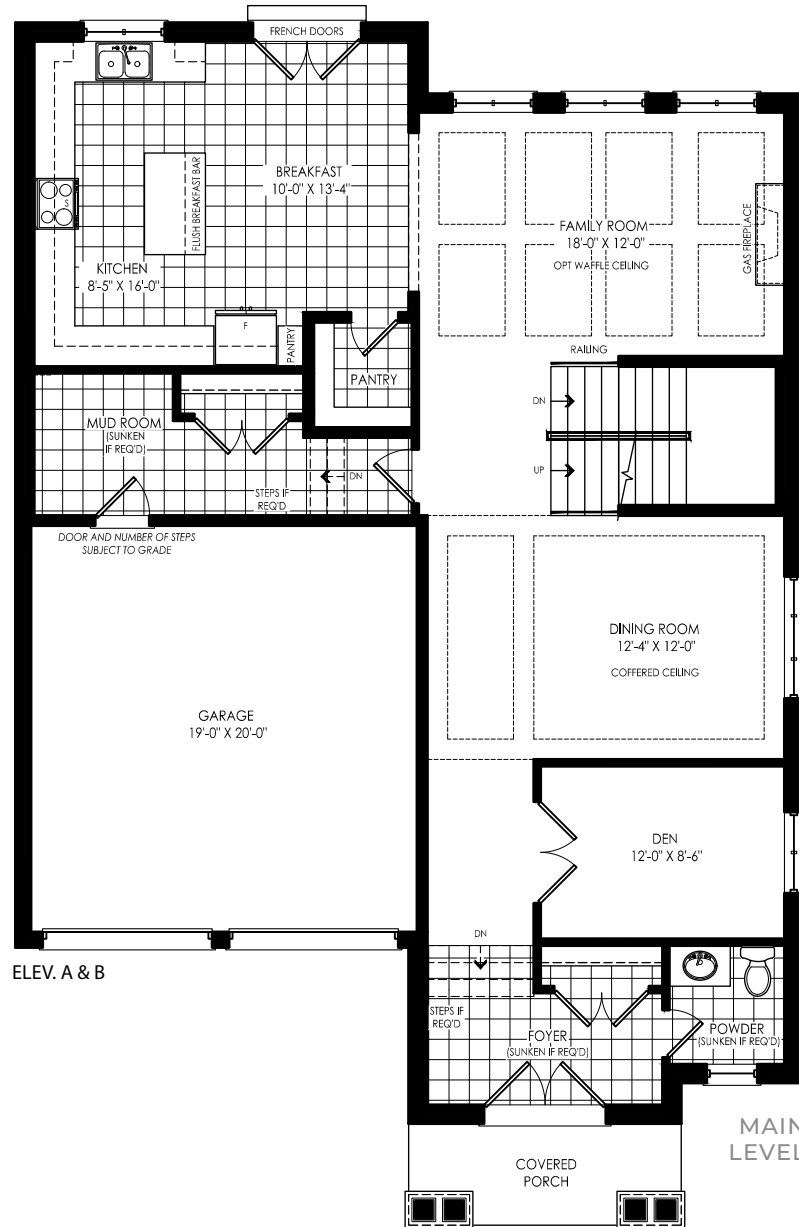 FRENCH DOORS
BREAKFAST
10'-0" X 13'-4"
FLUSH BREAKFAST BAR
S
KITCHEN
8'-5" X 16'-0"
F
PANTRY
PANTRY
FAMILY ROOM
18'-0" X 12'-0"
OPT WAFFLE CEILING
GAS FIREPLACE
RAILING
DN
UP
MUD ROOM
(SUNKEN
IF REQ'D)
DN
STEPS IF
REQ'D
DOOR AND NUMBER OF STEPS
SUBJECT TO GRADE
DINING ROOM
12'-4" X 12'-0"
COFFERED CEILING
GARAGE
19'-0" X 20'-0"
DEN
12'-0" X 8'-6"
DN
ELEV. A & B
STEPS IF
REQ'D
FOYER
(SUNKEN IF REQ'D)
POWDER
(SUNKEN IF REQ'D)
MAIN
LEVEL
COVERED
PORCH